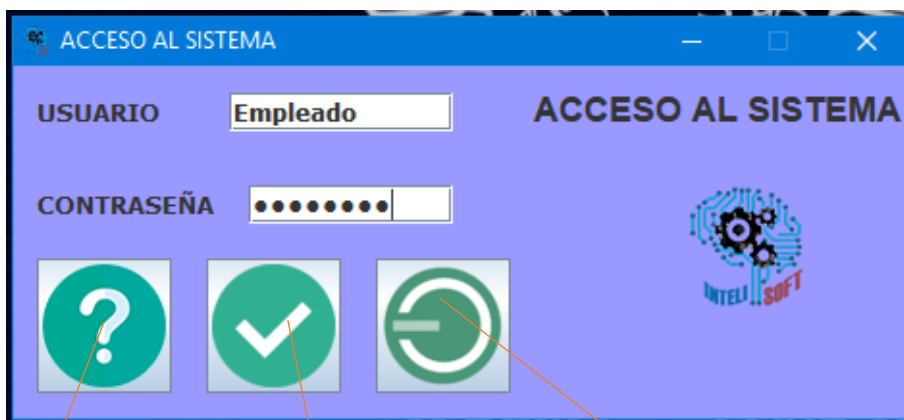 ACCESO AL SISTEMA
USUARIO Empleado
ACCESO AL SISTEMA
CONTRASEÑA ●●●●●●●●
INTELI SOFT